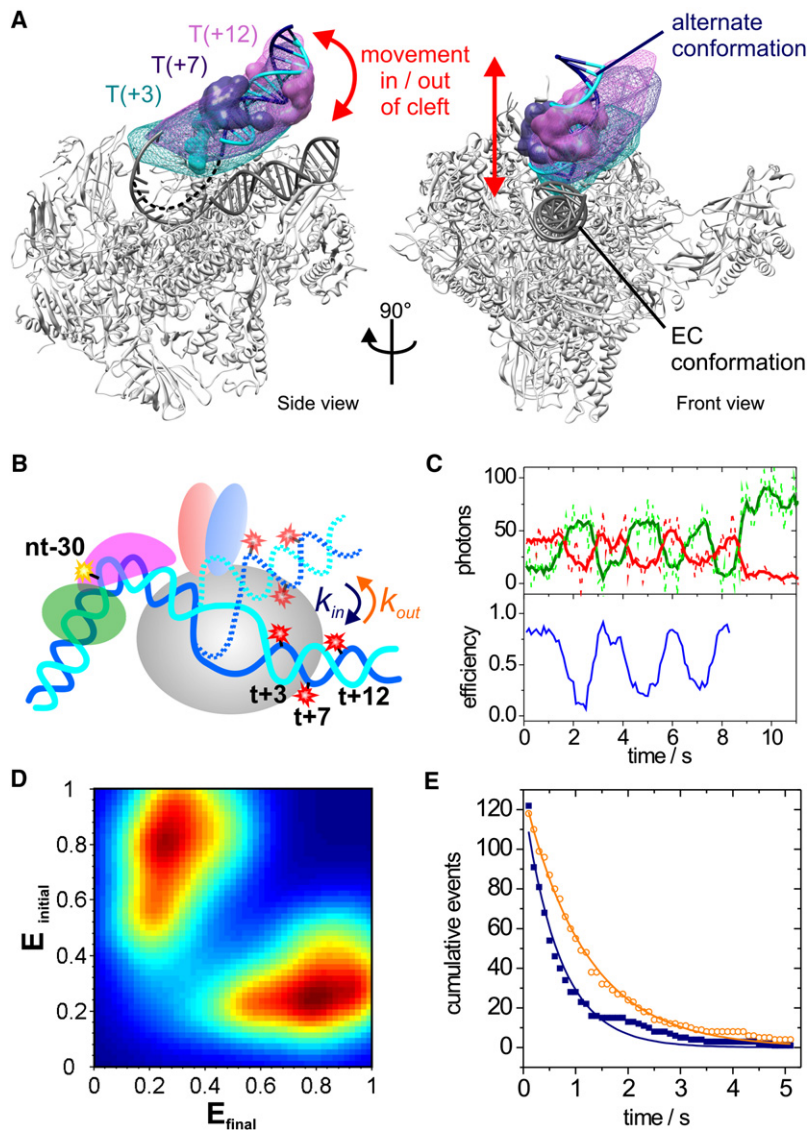 A
T(+12)
T(+7)
T(+3)
movement
in / out
of cleft
alternate
conformation
90°
EC
conformation
Side view
Front view
B
nt-30
k_in
k_out
t+3
t+7
t+12
C
100
50
0
photons
1.0
0.5
0.0
efficiency
2 4 6 8 10
time / s
D
1
0.8
0.6
0.4
0.2
0
E initial
0 0.2 0.4 0.6 0.8 1
E final
E
120
100
80
60
40
20
0
cumulative events
0 1 2 3 4 5
time / s